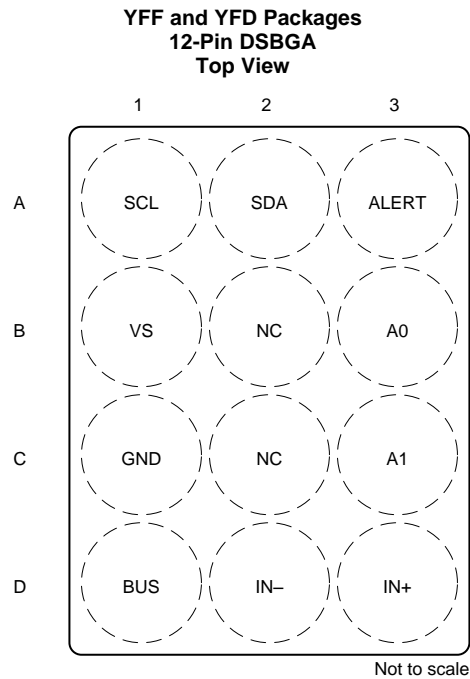 YFF and YFD Packages
12-Pin DSBGA
Top View
1 2 3
A SCL SDA ALERT
B VS NC A0
C GND NC A1
D BUS IN– IN+
Not to scale